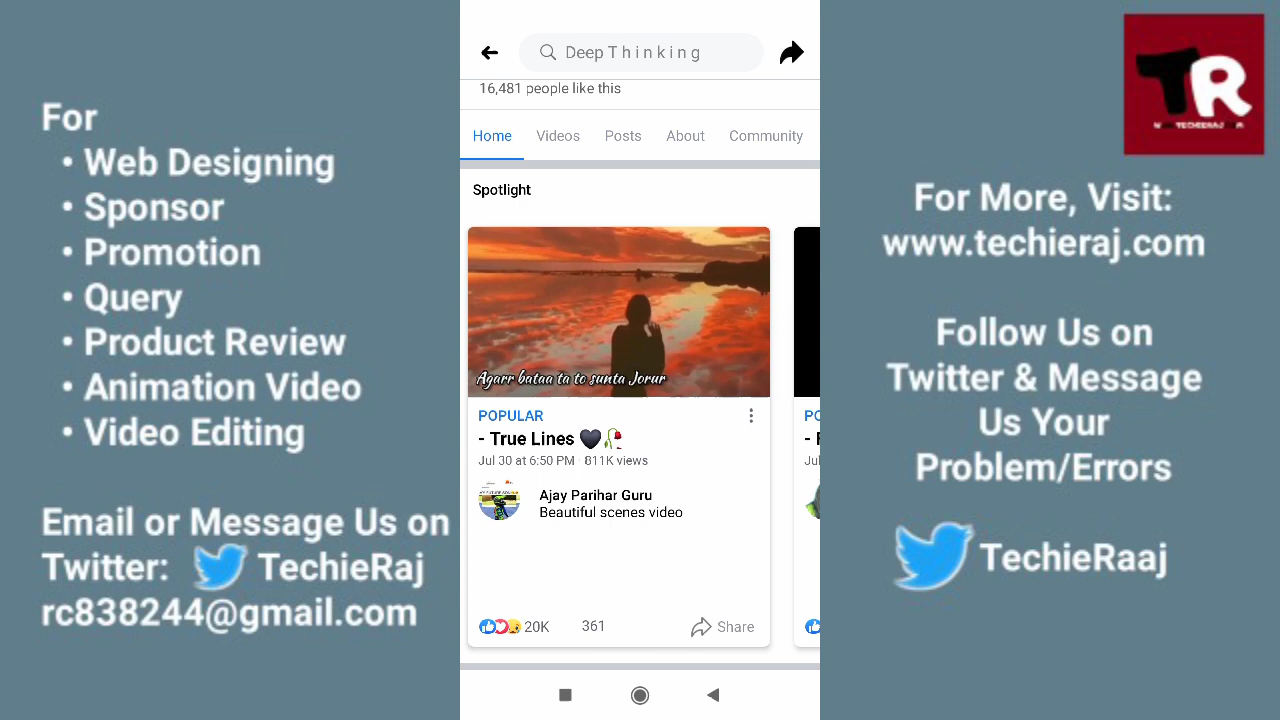 For
• Web Designing
• Sponsor
• Promotion
• Query
• Product Review
• Animation Video
• Video Editing
Email or Message Us on
Twitter: TechieRaj
rc838244@gmail.com
Deep T h i n k i n g
16,481 people like this
Home Videos Posts About Community
Spotlight
Agarr bataa ta to sunta Jorur
POPULAR
- True Lines 🖤🥀
Jul 30 at 6:50 PM · 811K views
Ajay Parihar Guru
Beautiful scenes video
20K 361 Share
TR
For More, Visit:
www.techieraj.com
Follow Us on
Twitter & Message
Us Your
Problem/Errors
TechieRaaj